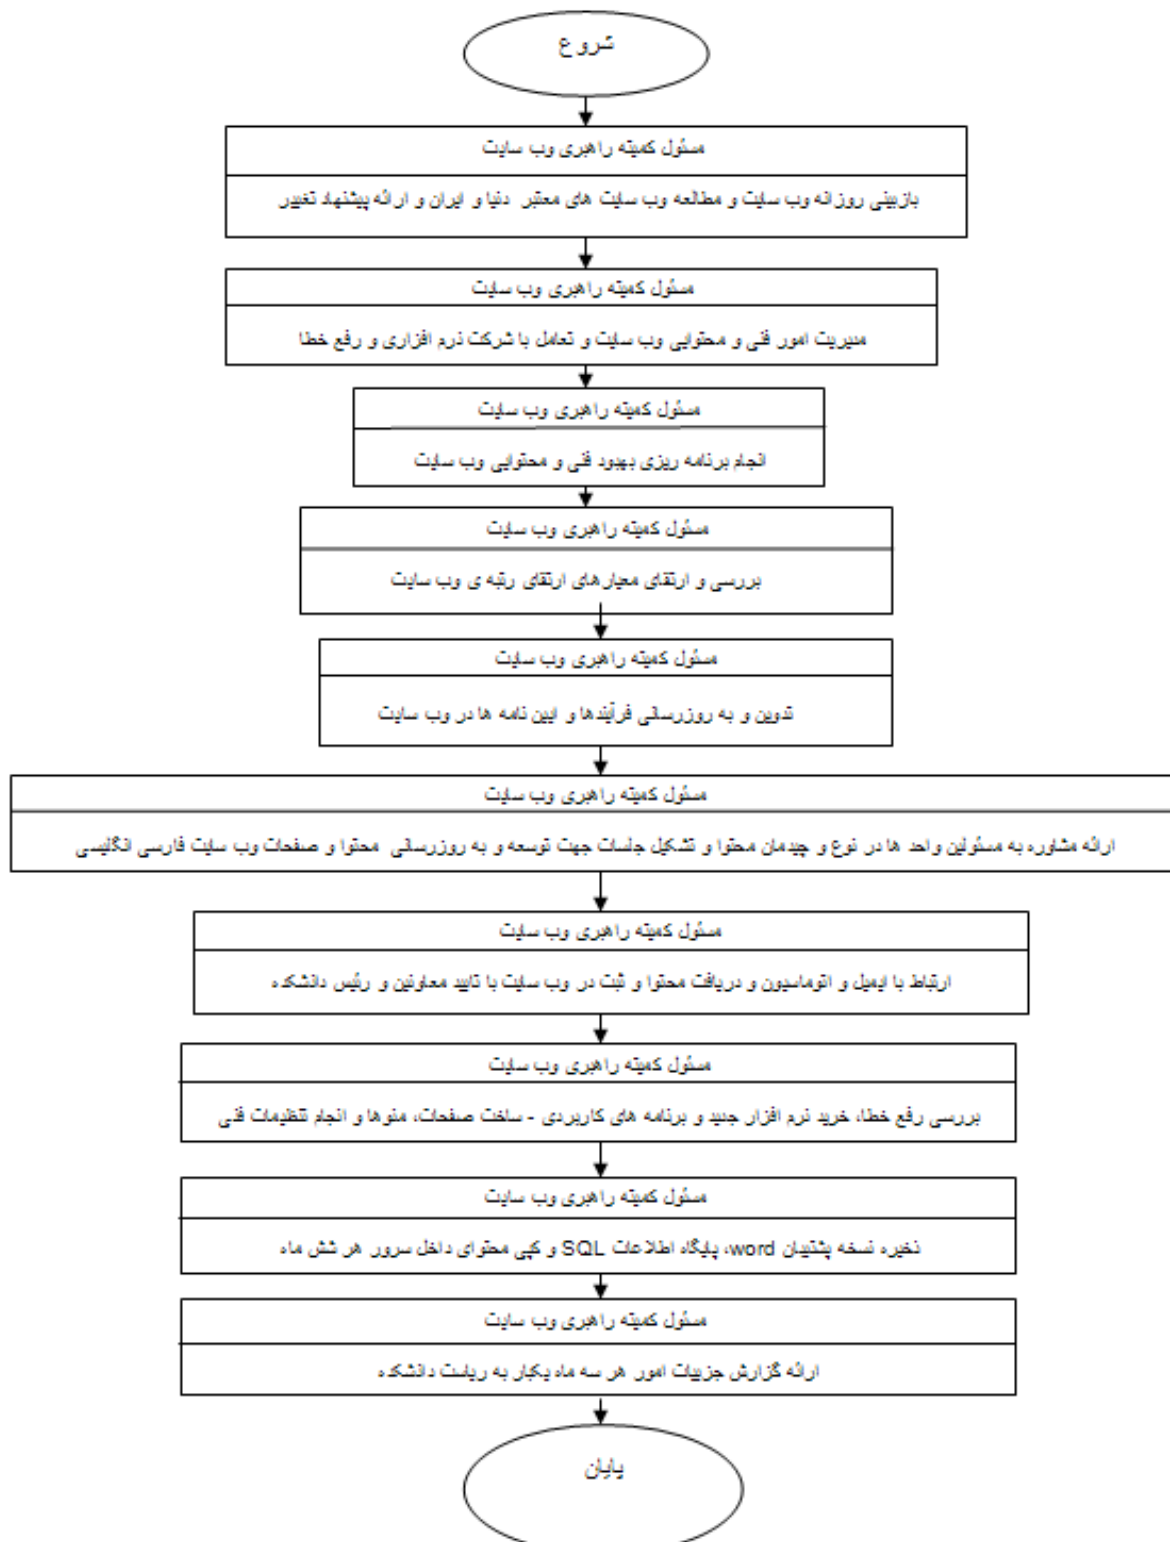 شروع
مسئول کمیته راهبری وب سایت
بازبینی روزانه وب سایت و مطالعه وب سایت های معتبر دنیا و ایران و ارائه پیشنهاد تغییر
مسئول کمیته راهبری وب سایت
مدیریت امور فنی و محتوایی وب سایت و تعامل با شرکت نرم افزاری و رفع خطا
مسئول کمیته راهبری وب سایت
انجام برنامه ریزی بهبود فنی و محتوایی وب سایت
مسئول کمیته راهبری وب سایت
بررسی و ارتقای معیارهای ارتقای رتبه ی وب سایت
مسئول کمیته راهبری وب سایت
تدوین و به روزرسانی فرآیندها و ایین نامه ها در وب سایت
مسئول کمیته راهبری وب سایت
ارائه مشاوره به مسئولین واحد ها در نوع و چیدمان محتوا و تشکیل جلسات جهت توسعه و به روزرسانی محتوا و صفحات وب سایت فارسی انگلیسی
مسئول کمیته راهبری وب سایت
ارتباط با ایمیل و اتوماسیون و دریافت محتوا و ثبت در وب سایت با تایید معاونین و رئیس دانشکده
مسئول کمیته راهبری وب سایت
بررسی رفع خطا، خرید نرم افزار جدید و برنامه های کاربردی - ساخت صفحات، منوها و انجام تنظیمات فنی
مسئول کمیته راهبری وب سایت
ذخیره نسخه پشتیبان word، پایگاه اطلاعات SQL و کپی محتوای داخل سرور هر شش ماه
مسئول کمیته راهبری وب سایت
ارائه گزارش جزییات امور هر سه ماه یکبار به ریاست دانشکده
پایان